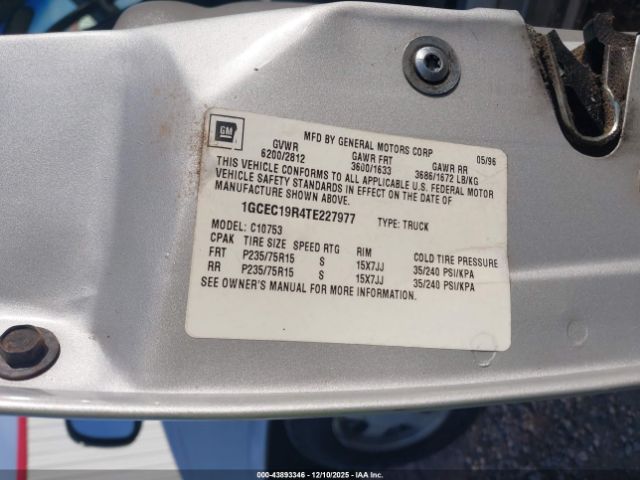 GM
MFD BY GENERAL MOTORS CORP 05/96
GVWR GAWR FRT GAWR RR
6200/2812 3600/1633 3686/1672 LB/KG
THIS VEHICLE CONFORMS TO ALL APPLICABLE U.S. FEDERAL MOTOR
VEHICLE SAFETY STANDARDS IN EFFECT ON THE DATE OF
MANUFACTURE SHOWN ABOVE.
1GCEC19R4TE227977 TYPE: TRUCK
MODEL: C10753
CPAK TIRE SIZE SPEED RTG RIM COLD TIRE PRESSURE
FRT P235/75R15 S 15X7JJ 35/240 PSI/KPA
RR P235/75R15 S 15X7JJ 35/240 PSI/KPA
SEE OWNER'S MANUAL FOR MORE INFORMATION.
000-43893346 - 12/10/2025 - IAA Inc.